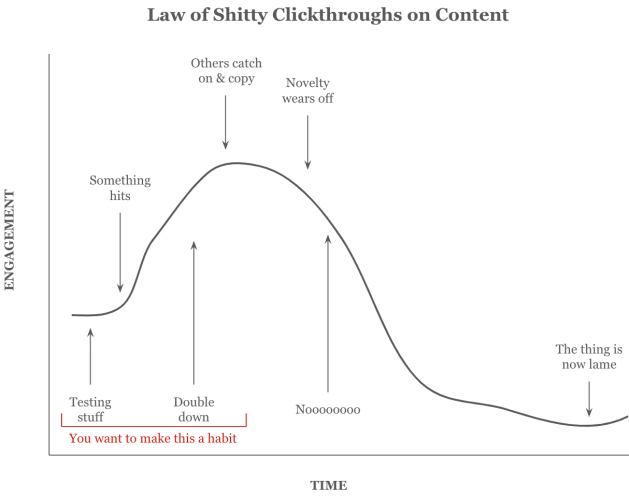 Law of Shitty Clickthroughs on Content
Others catch
on & copy
Novelty
wears off
Something
hits
ENGAGEMENT
The thing is
now lame
Testing
stuff
Double
down
Noooooooo
You want to make this a habit
TIME